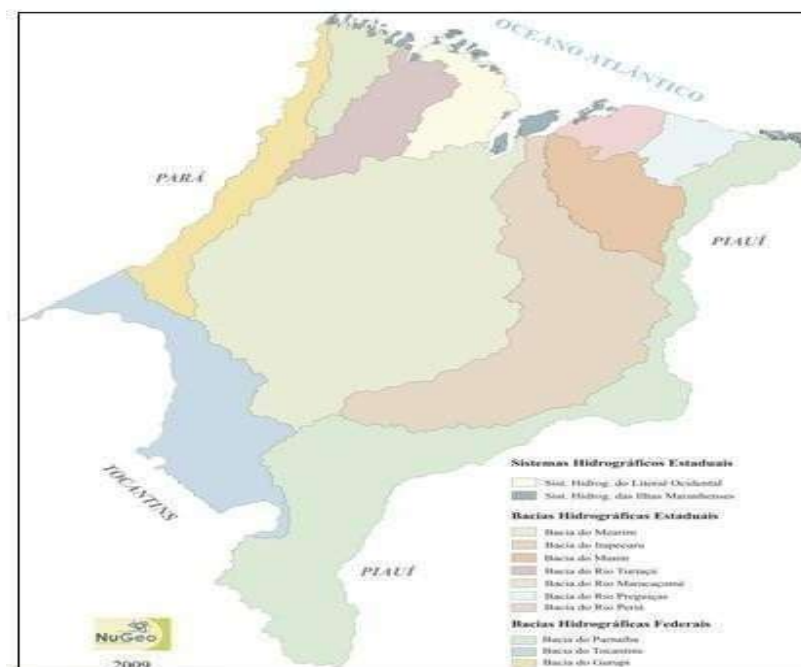 OCEANO ATLÁNTICO
PARÁ
PIAUÍ
TOCANTINS
PIAUÍ
Sistemas Hidrográficos Estaduais
Sist. Hidrog. do Litoral Ocidental
Sist. Hidrog. das Ilhas Maranhenses
Bacias Hidrográficas Estaduais
Bacia do Mearim
Bacia do Itapecuru
Bacia do Munim
Bacia do Rio Turiaçú
Bacia do Rio Maracaçumé
Bacia do Rio Preguiças
Bacia do Rio Periá
Bacias Hidrográficas Federais
Bacia do Parnaíba
Bacia do Tocantins
Bacia do Gurupi
NuGeo
2009